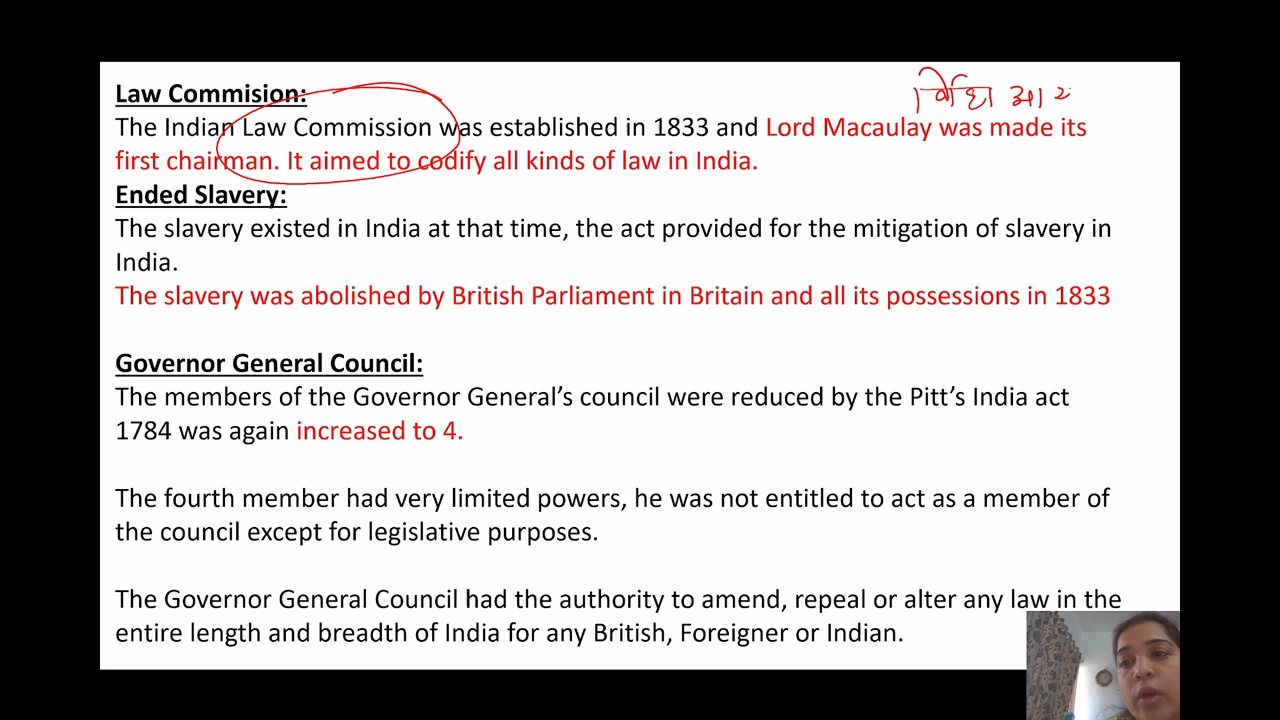 Law Commision:
The Indian Law Commission was established in 1833 and Lord Macaulay was made its
first chairman. It aimed to codify all kinds of law in India.
Ended Slavery:
The slavery existed in India at that time, the act provided for the mitigation of slavery in
India.
The slavery was abolished by British Parliament in Britain and all its possessions in 1833
Governor General Council:
The members of the Governor General’s council were reduced by the Pitt’s India act
1784 was again increased to 4.
The fourth member had very limited powers, he was not entitled to act as a member of
the council except for legislative purposes.
The Governor General Council had the authority to amend, repeal or alter any law in the
entire length and breadth of India for any British, Foreigner or Indian.